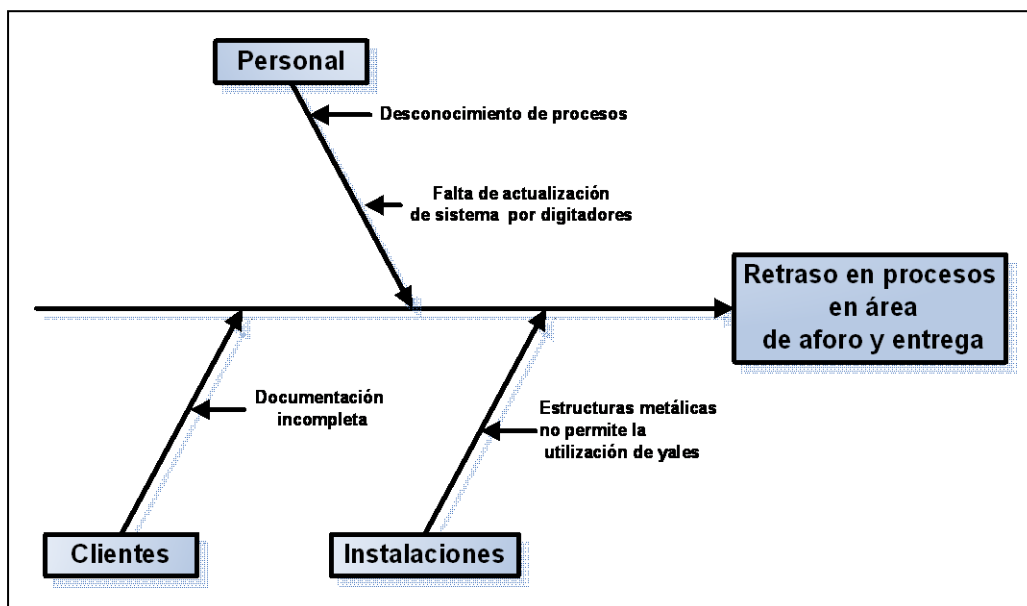 Personal
Desconocimiento de procesos
Falta de actualización
de sistema por digitadores
Retraso en procesos
en área
de aforo y entrega
Documentación
incompleta
Estructuras metálicas
no permite la
utilización de yales
Clientes
Instalaciones